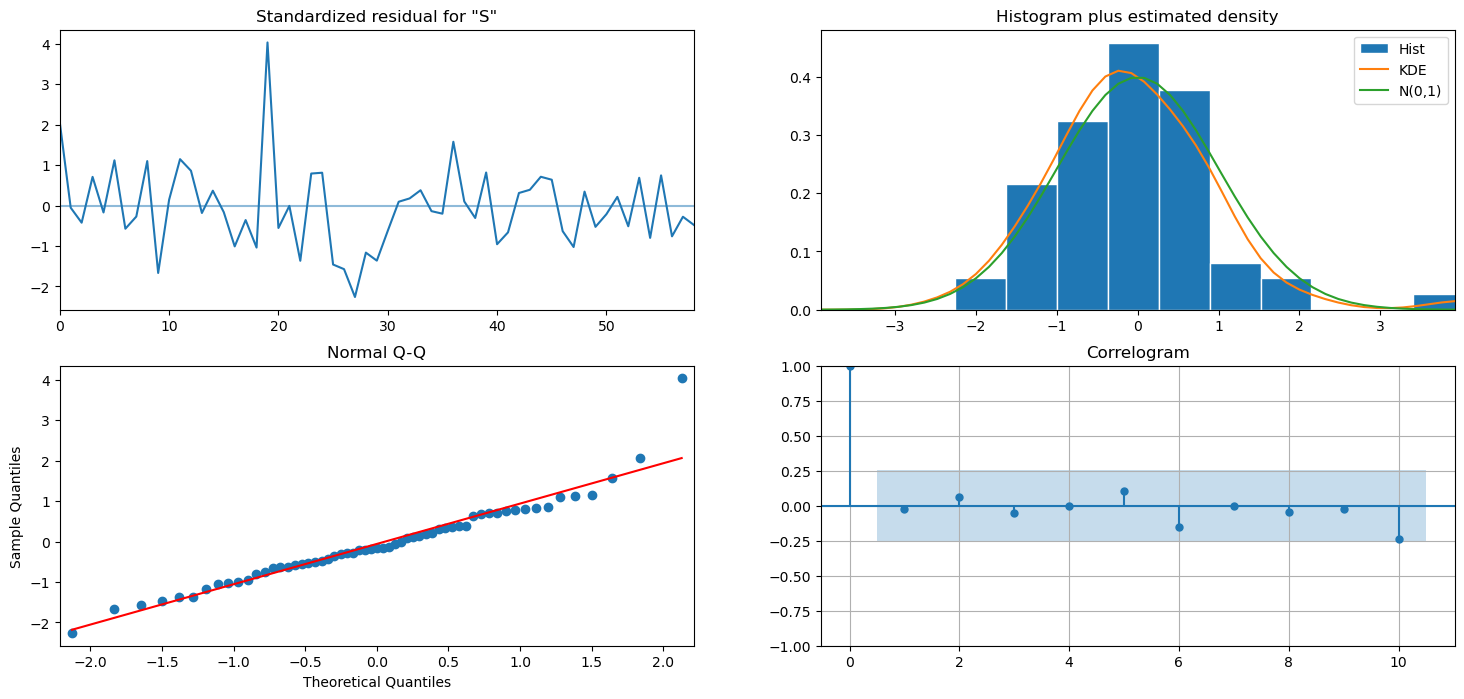 Standardized residual for "S"
4
3
2
1
0
−1
−2
0 10 20 30 40 50
Histogram plus estimated density
Hist
KDE
N(0,1)
0.4
0.3
0.2
0.1
0.0
−3 −2 −1 0 1 2 3
Normal Q-Q
Sample Quantiles
4
3
2
1
0
−1
−2
−2.0 −1.5 −1.0 −0.5 0.0 0.5 1.0 1.5 2.0
Theoretical Quantiles
Correlogram
1.00
0.75
0.50
0.25
0.00
−0.25
−0.50
−0.75
−1.00
0 2 4 6 8 10